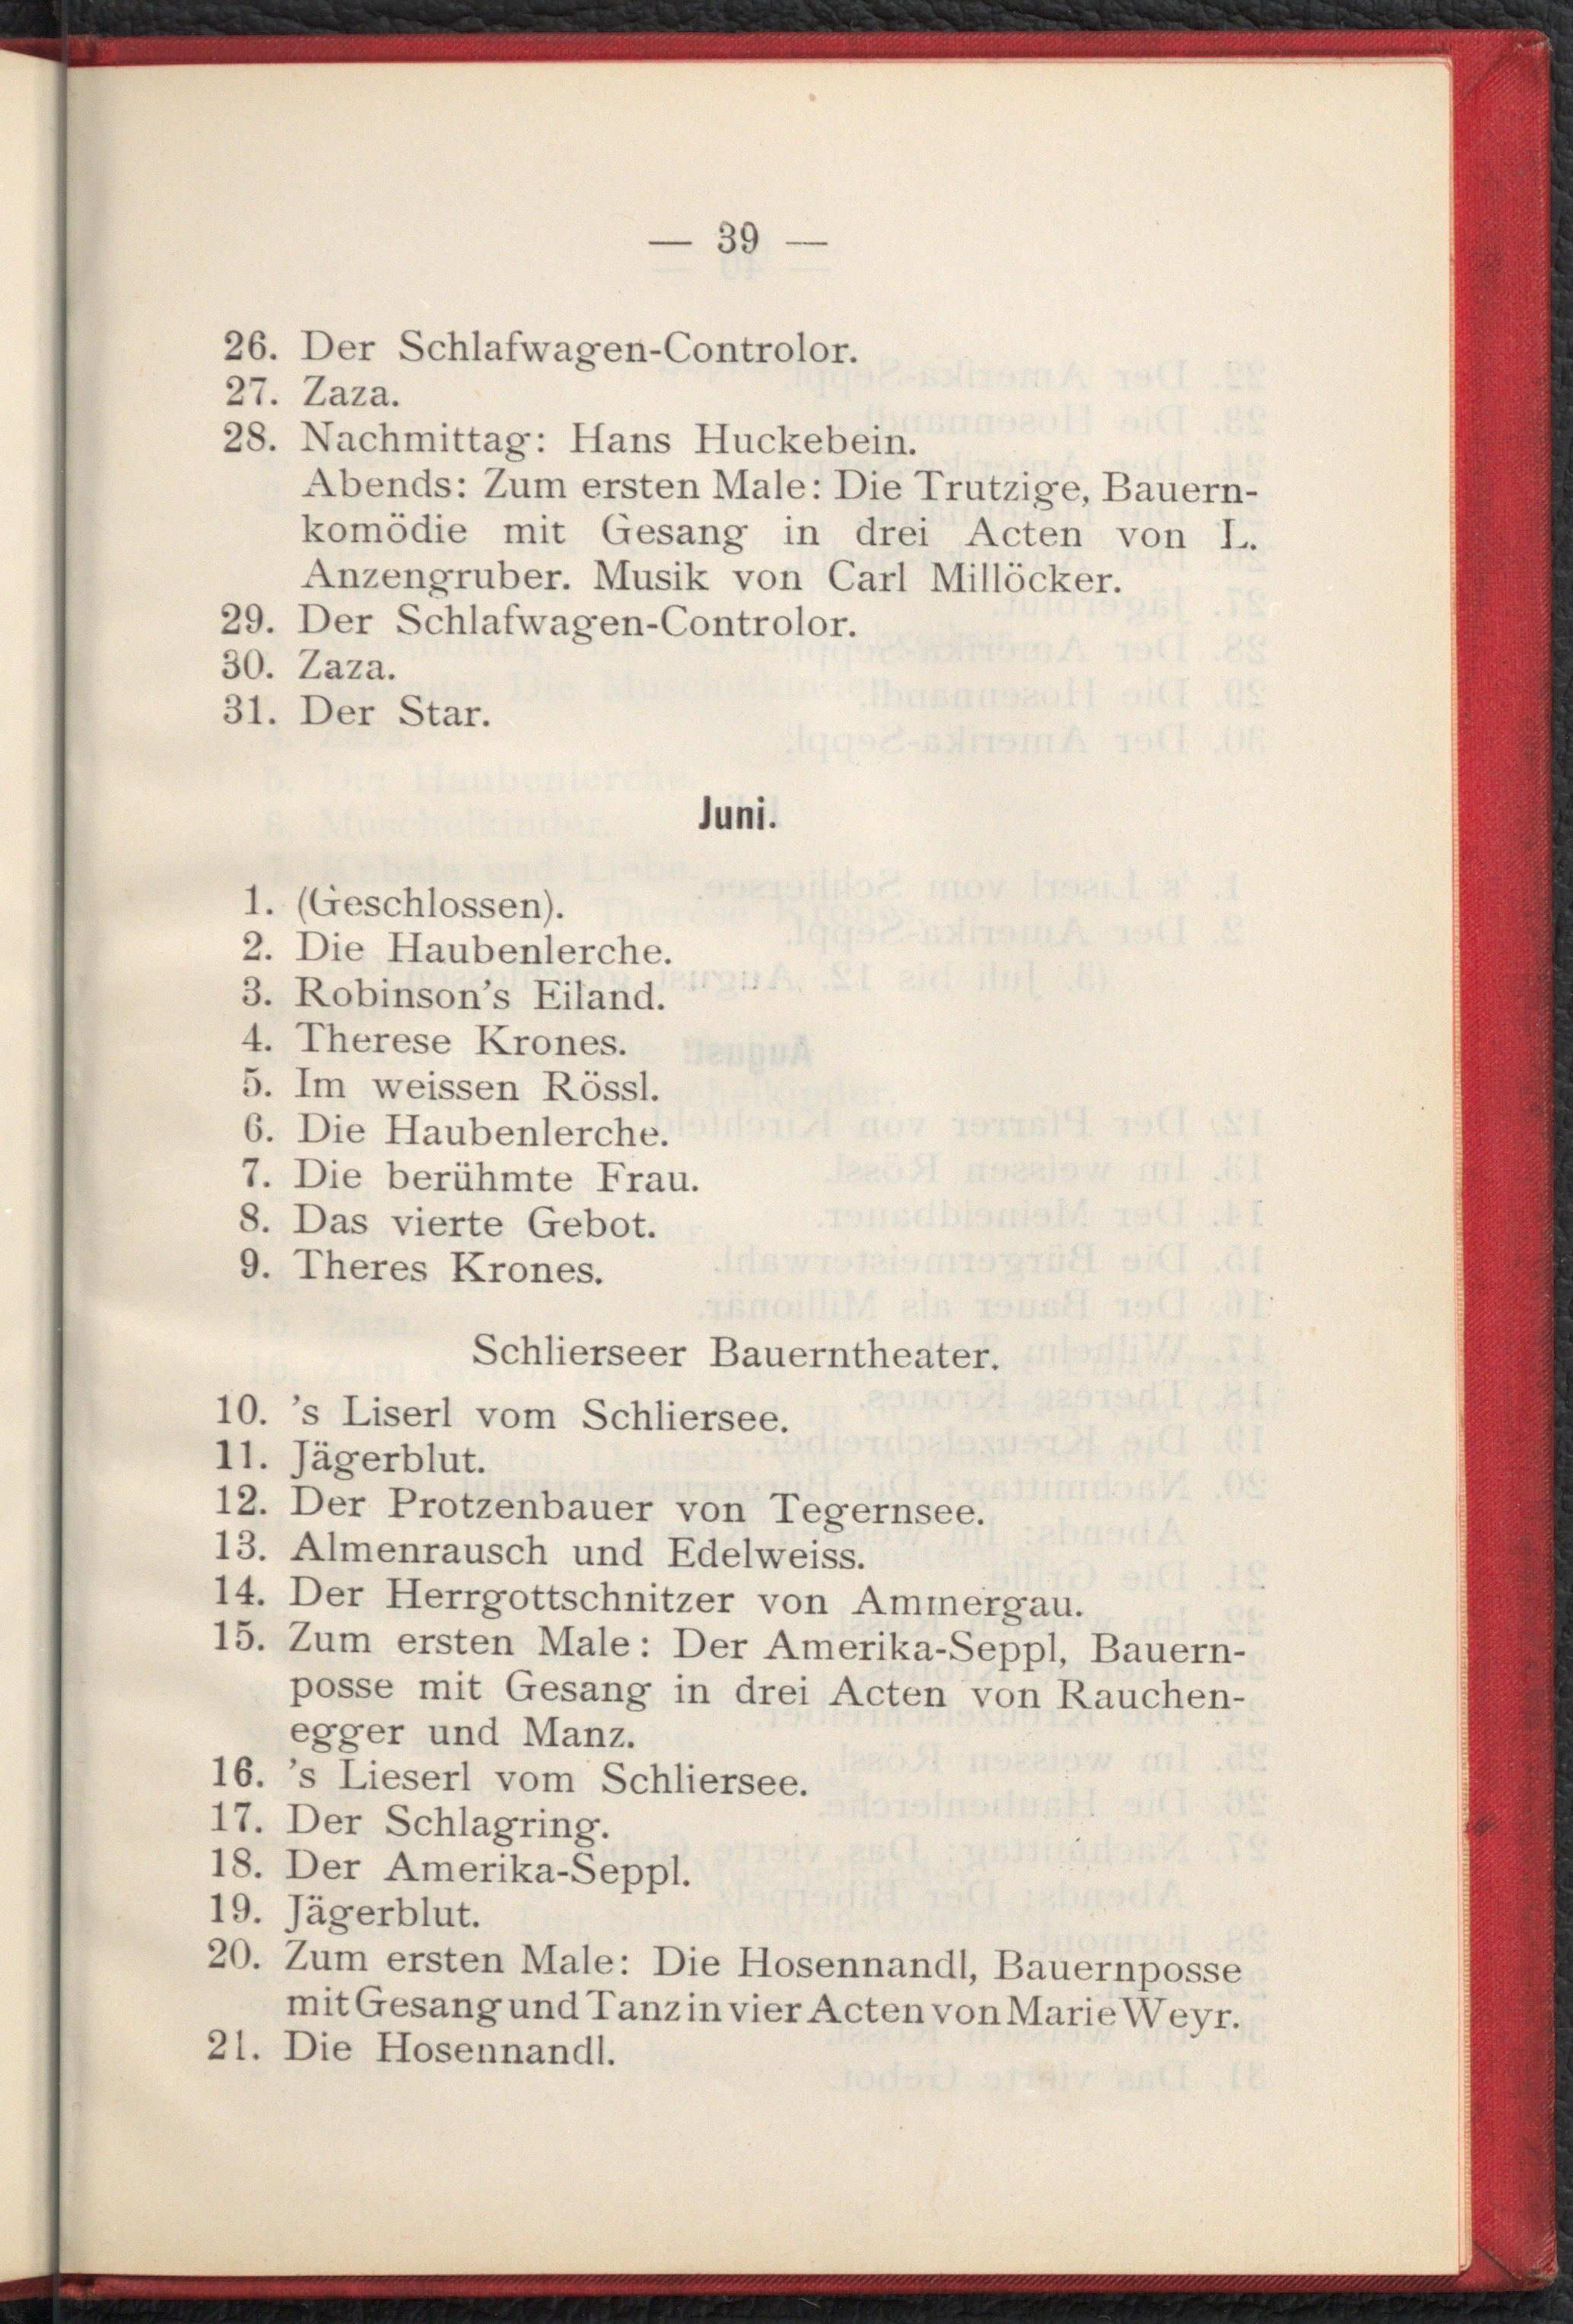 — 39 —
26. Der Schlafwagen-Controlor.
27. Zaza.
28. Nachmittag: Hans Huckebein.
Abends: Zum ersten Male: Die Trutzige, Bauern-
komödie mit Gesang in drei Acten von L.
Anzengruber. Musik von Carl Millöcker.
29. Der Schlafwagen-Controlor.
30. Zaza.
31. Der Star.
Juni.
1. (Geschlossen).
2. Die Haubenlerche.
3. Robinson's Eiland.
4. Therese Krones.
5. Im weissen Rössl.
6. Die Haubenlerche.
7. Die berühmte Frau.
8. Das vierte Gebot.
9. Theres Krones.
Schlierseer Bauerntheater.
10. 's Liserl vom Schliersee.
11. Jägerblut.
12. Der Protzenbauer von Tegernsee.
13. Almenrausch und Edelweiss.
14. Der Herrgottschnitzer von Ammergau.
15. Zum ersten Male: Der Amerika-Seppl, Bauern-
posse mit Gesang in drei Acten von Rauchen-
egger und Manz.
16. 's Lieserl vom Schliersee.
17. Der Schlagring.
18. Der Amerika-Seppl.
19. Jägerblut.
20. Zum ersten Male: Die Hosennandl, Bauernposse
mit Gesang und Tanz in vier Acten von Marie Weyr.
21. Die Hosennandl.